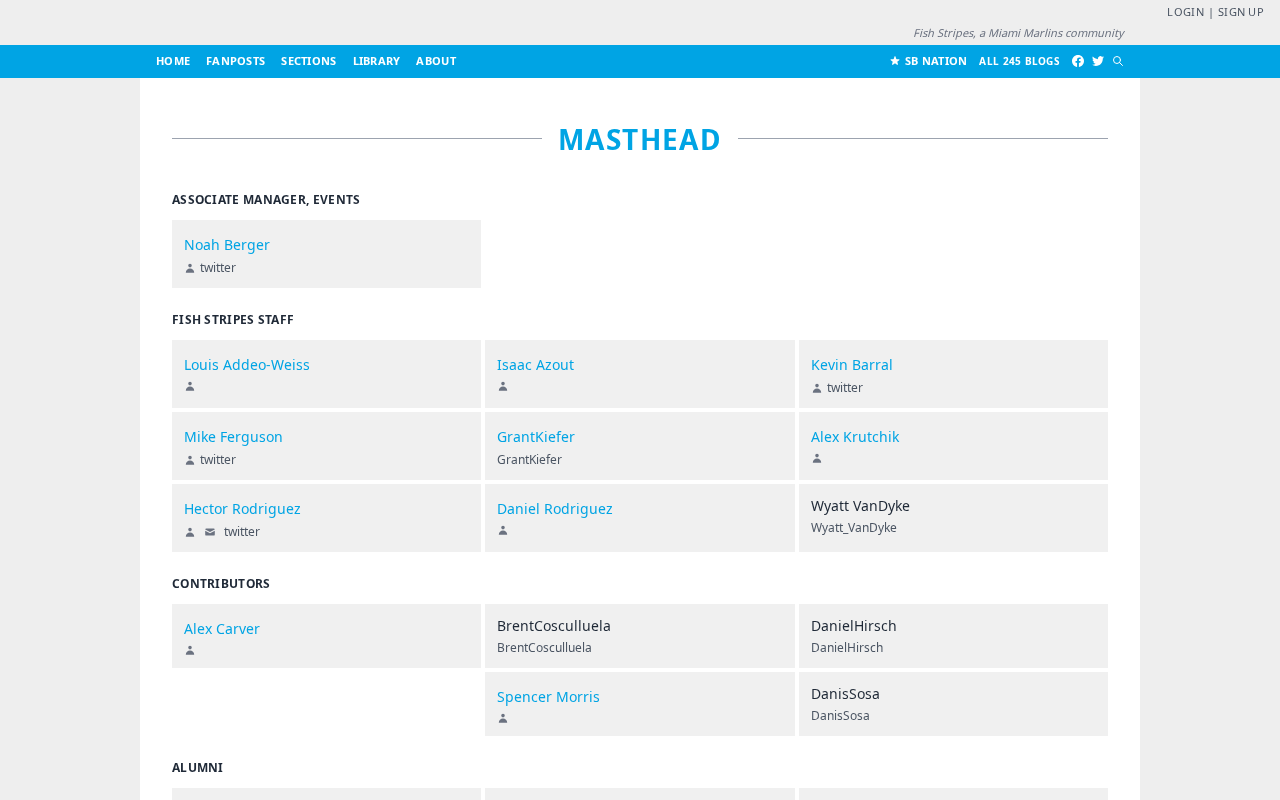 LOGIN | SIGN UP
Fish Stripes, a Miami Marlins community
HOME FANPOSTS SECTIONS LIBRARY ABOUT SB NATION ALL 245 BLOGS
MASTHEAD
ASSOCIATE MANAGER, EVENTS
Noah Berger
twitter
FISH STRIPES STAFF
Louis Addeo-Weiss
Isaac Azout
Kevin Barral
twitter
Mike Ferguson
twitter
GrantKiefer
GrantKiefer
Alex Krutchik
Hector Rodriguez
twitter
Daniel Rodriguez
Wyatt VanDyke
Wyatt_VanDyke
CONTRIBUTORS
Alex Carver
BrentCosculluela
BrentCosculluela
DanielHirsch
DanielHirsch
Spencer Morris
DanisSosa
DanisSosa
ALUMNI